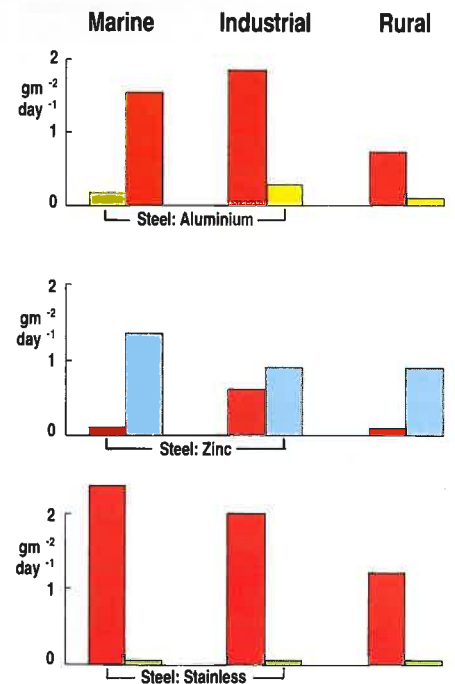 Marine Industrial Rural
2
gm -2
day -1
1
0
Steel: Aluminium
2
gm -2
day -1
1
0
Steel: Zinc
2
gm -2
day -1
1
0
Steel: Stainless